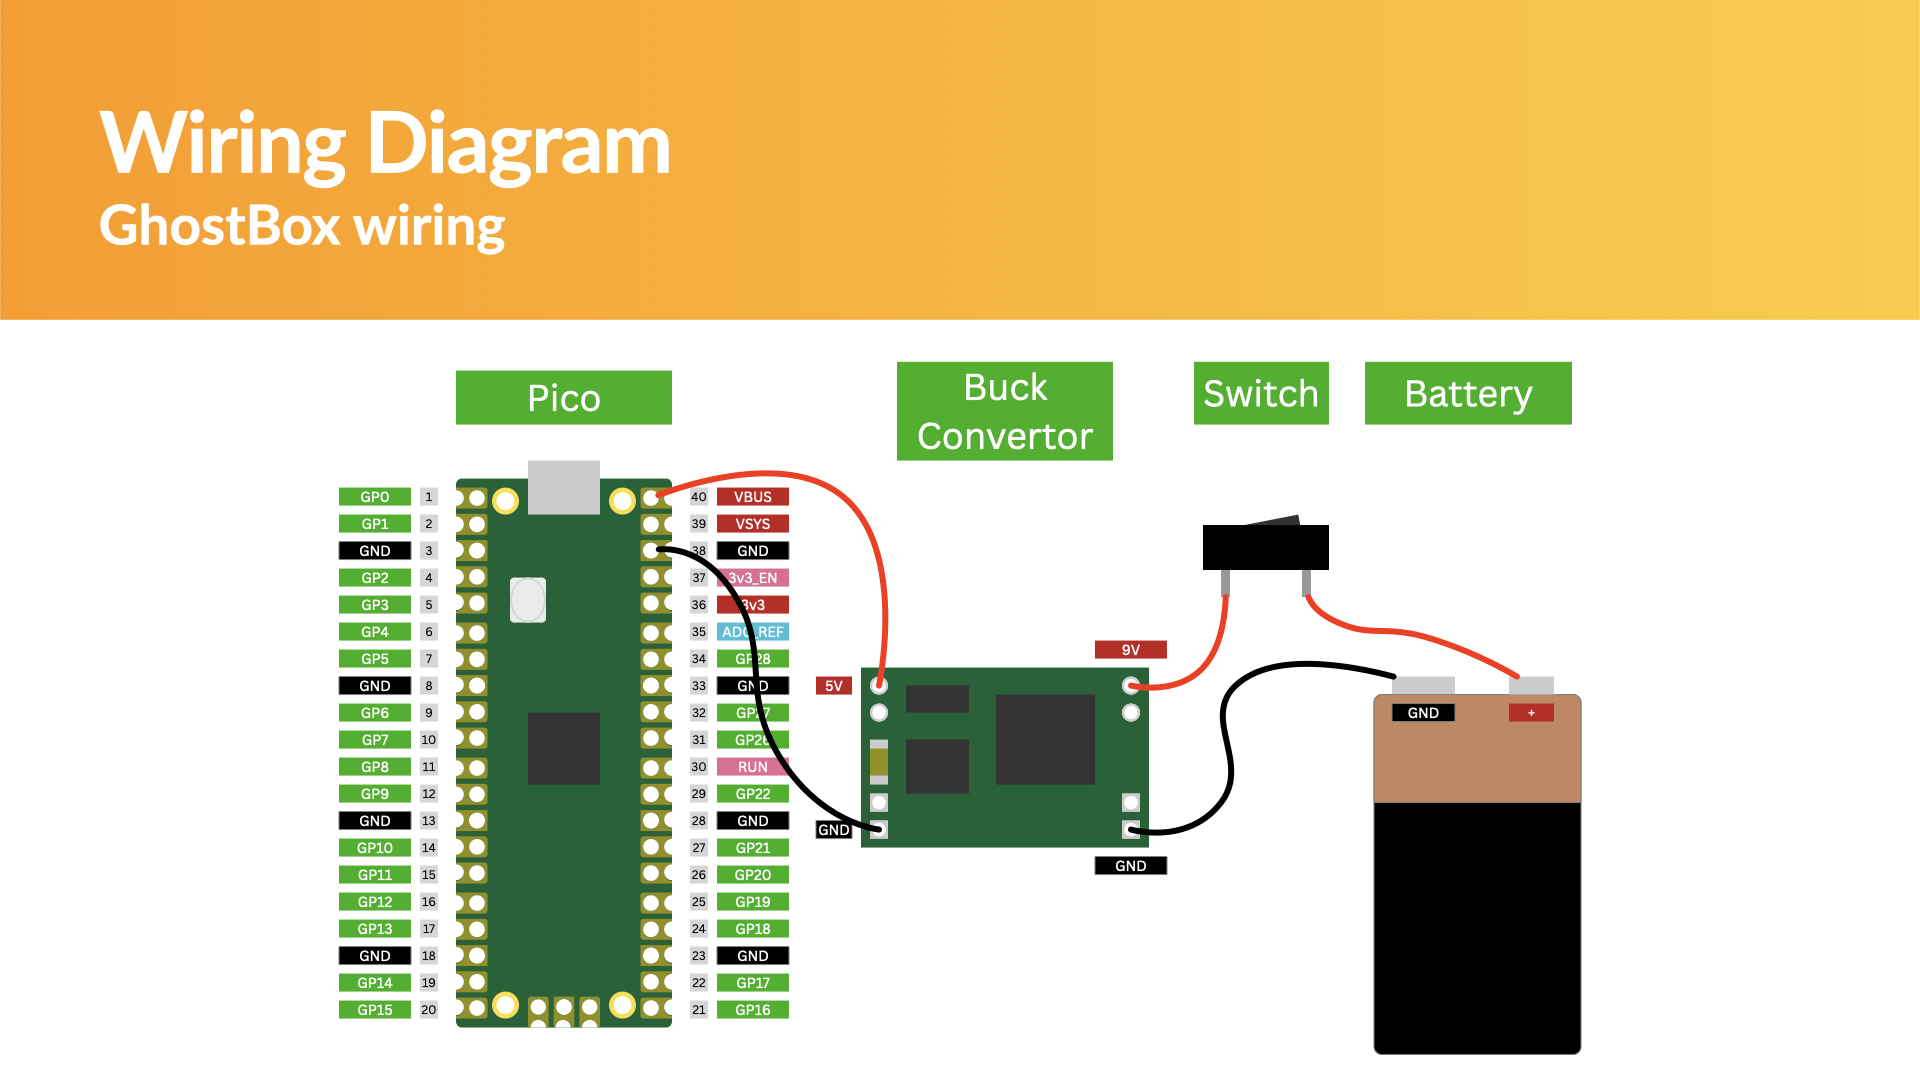 Wiring Diagram
GhostBox wiring
Pico
Buck
Convertor
Switch
Battery
GP0 1
GP1 2
GND 3
GP2 4
GP3 5
GP4 6
GP5 7
GND 8
GP6 9
GP7 10
GP8 11
GP9 12
GND 13
GP10 14
GP11 15
GP12 16
GP13 17
GND 18
GP14 19
GP15 20
40 VBUS
39 VSYS
38 GND
37 3v3_EN
36 3v3
35 ADC_REF
34 GP28
33 GND
32 GP27
31 GP26
30 RUN
29 GP22
28 GND
27 GP21
26 GP20
25 GP19
24 GP18
23 GND
22 GP17
21 GP16
5V
GND
9V
GND
GND
+